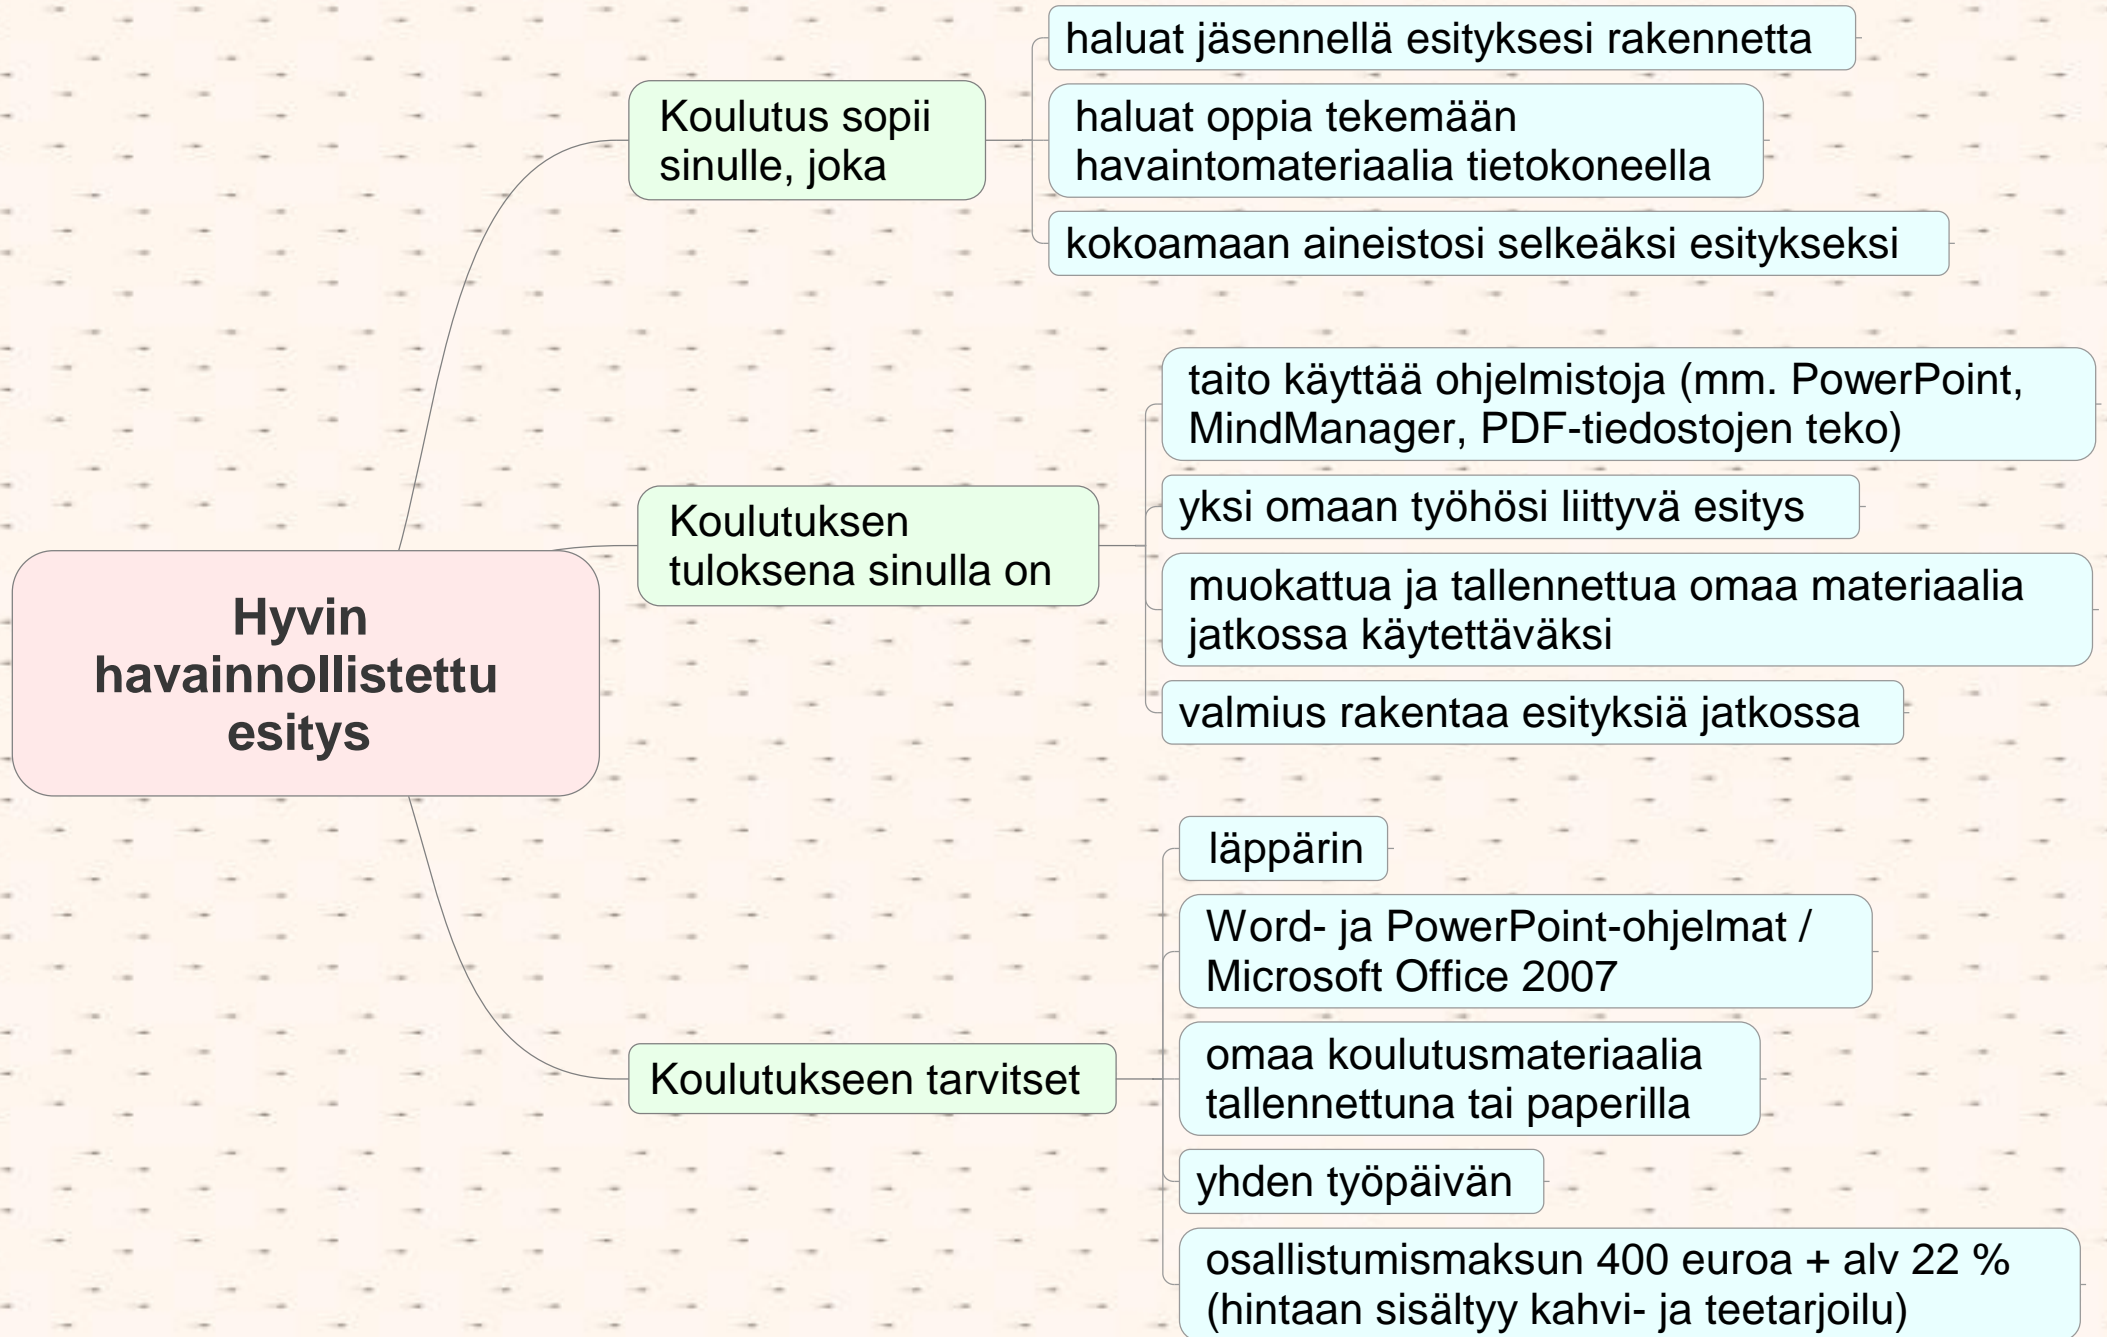 Hyvin
havainnollistettu
esitys
Koulutus sopii
sinulle, joka
haluat jäsennellä esityksesi rakennetta
haluat oppia tekemään
havaintomateriaalia tietokoneella
kokoamaan aineistosi selkeäksi esitykseksi
Koulutuksen
tuloksena sinulla on
taito käyttää ohjelmistoja (mm. PowerPoint,
MindManager, PDF-tiedostojen teko)
yksi omaan työhösi liittyvä esitys
muokattua ja tallennettua omaa materiaalia
jatkossa käytettäväksi
valmius rakentaa esityksiä jatkossa
Koulutukseen tarvitset
läppärin
Word- ja PowerPoint-ohjelmat /
Microsoft Office 2007
omaa koulutusmateriaalia
tallennettuna tai paperilla
yhden työpäivän
osallistumismaksun 400 euroa + alv 22 %
(hintaan sisältyy kahvi- ja teetarjoilu)